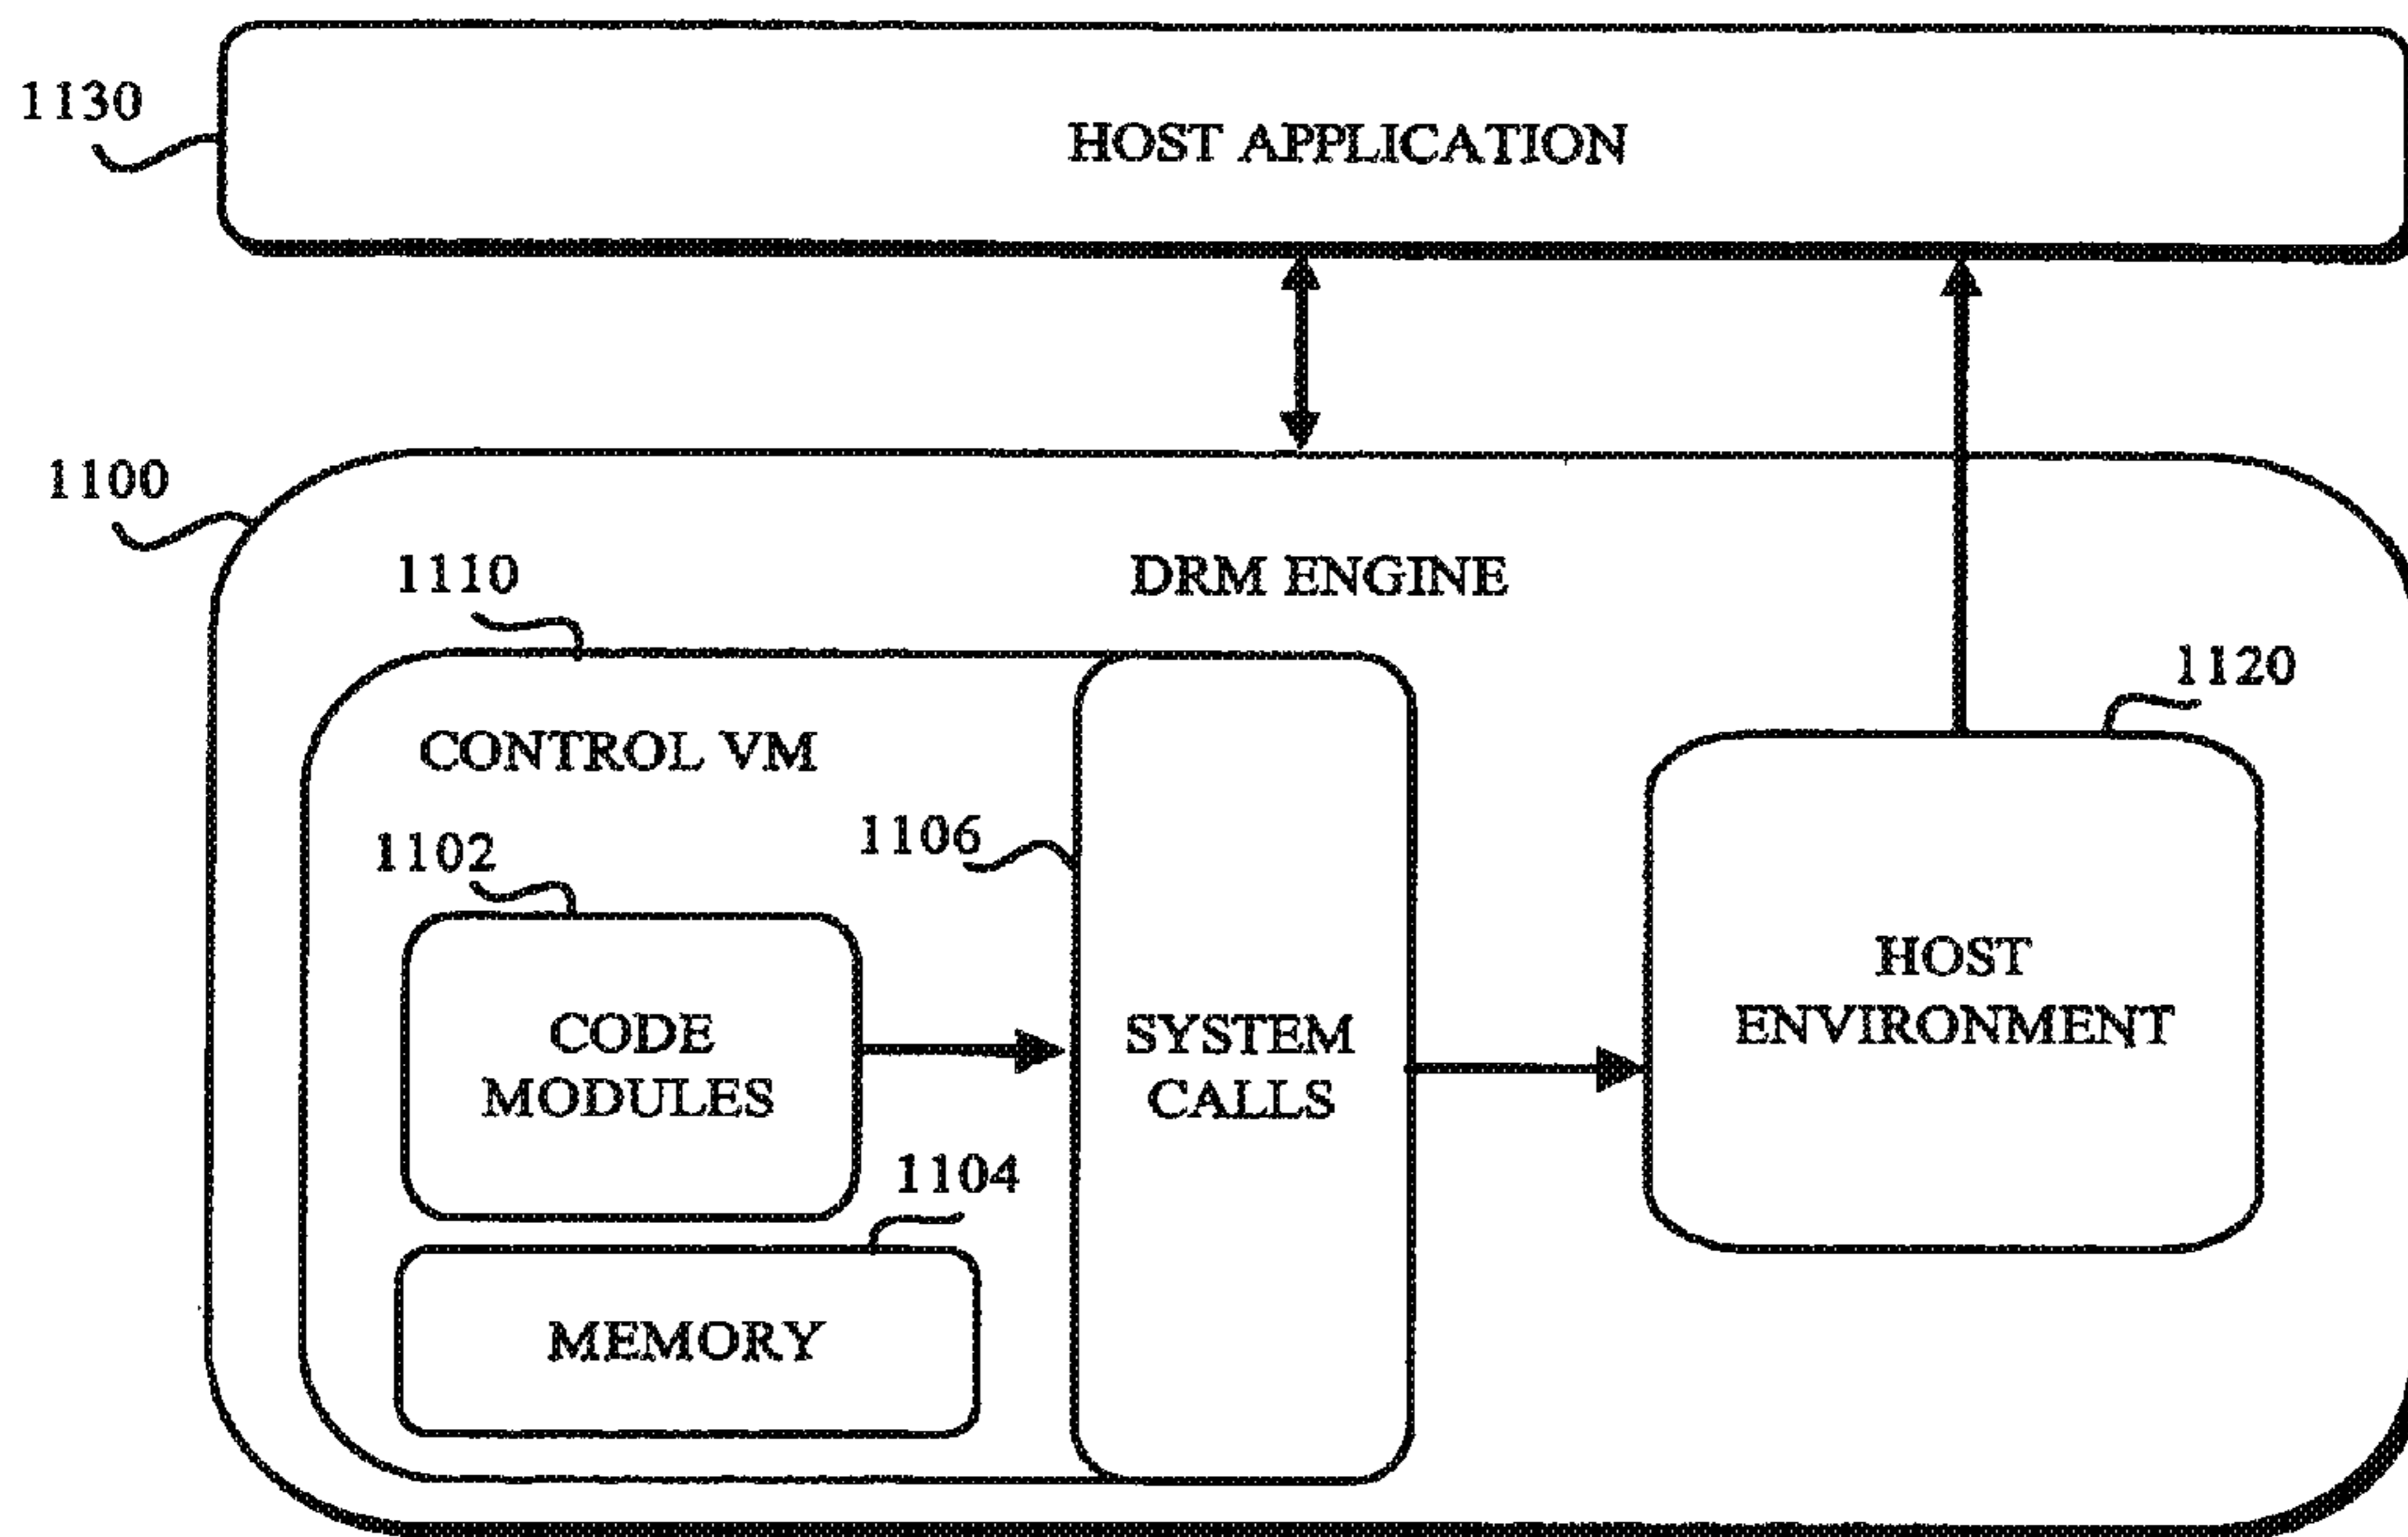 1130
HOST APPLICATION
1100
DRM ENGINE
1110
1120
CONTROL VM
1106
1102
HOST
ENVIRONMENT
CODE
MODULES
SYSTEM
CALLS
1104
MEMORY